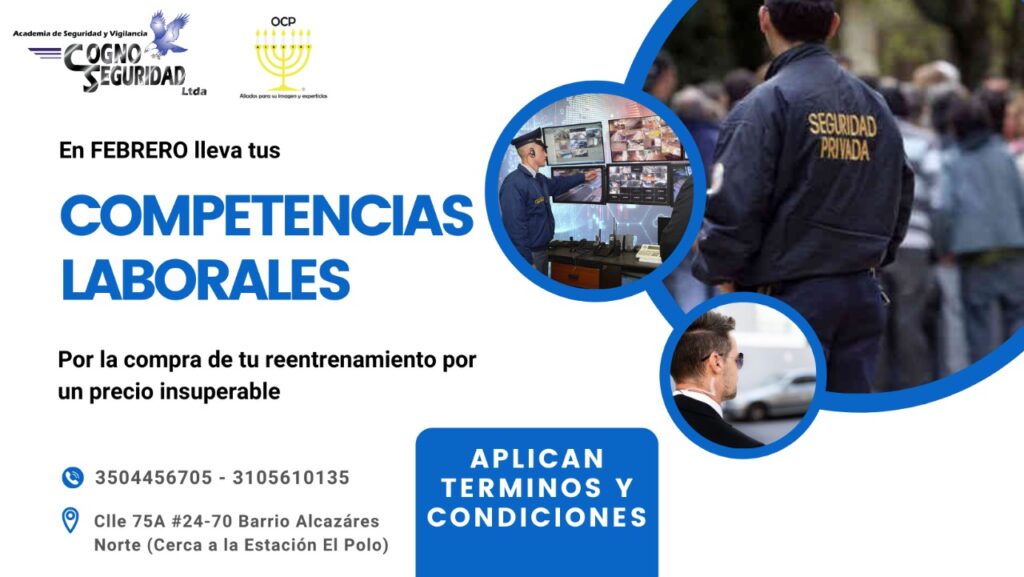 Academia de Seguridad y Vigilancia
COGNO
SEGURIDAD
Ltda
OCP
Aliados para su imagen y experticia
En FEBRERO lleva tus
COMPETENCIAS
LABORALES
Por la compra de tu reentrenamiento por
un precio insuperable
3504456705 - 3105610135
Clle 75A #24-70 Barrio Alcazáres
Norte (Cerca a la Estación El Polo)
APLICAN
TERMINOS Y
CONDICIONES
SEGURIDAD
PRIVADA